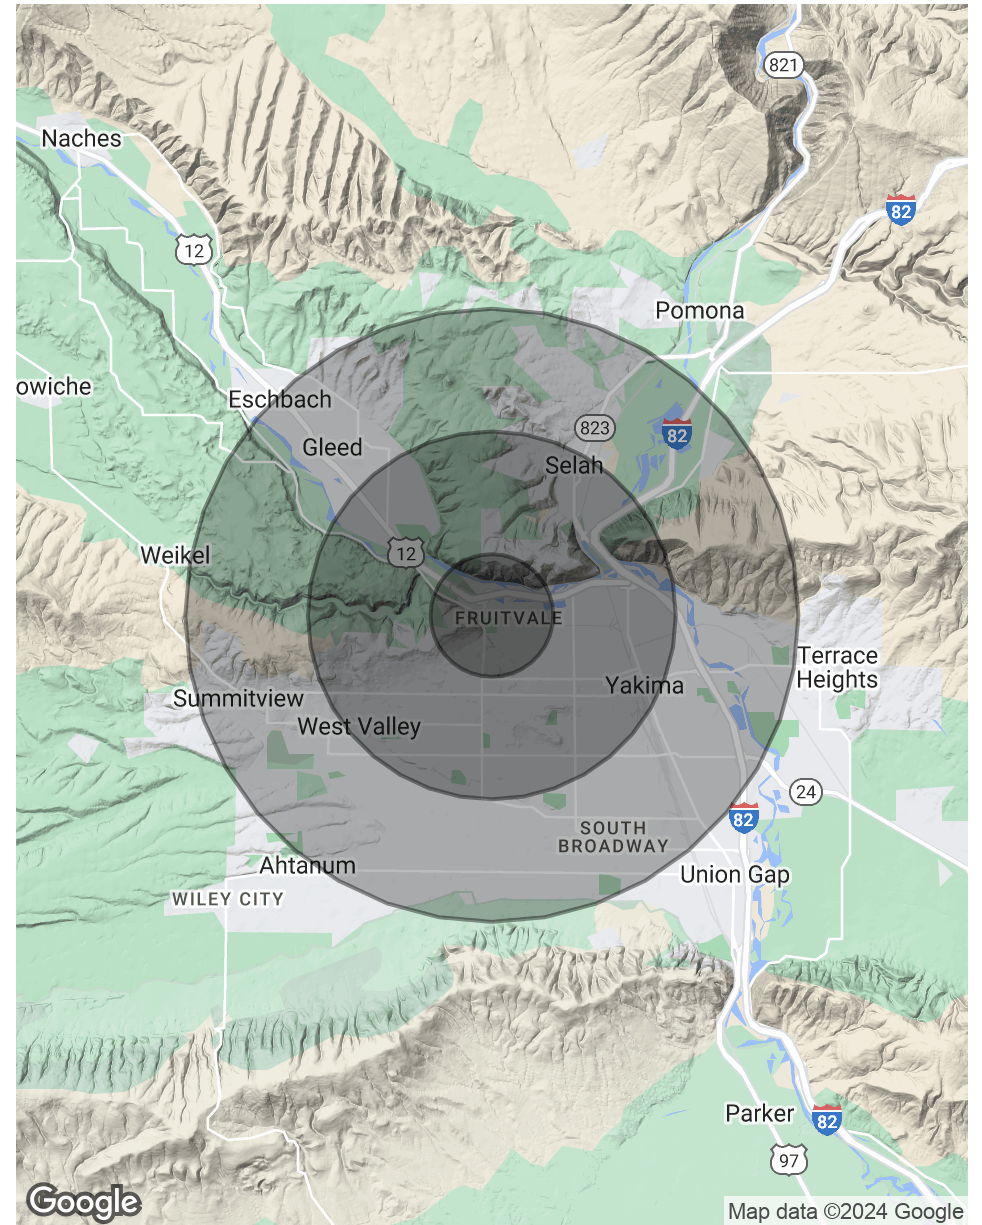 821
Naches
82
12
Pomona
owiche
Eschbach
823
82
Gleed
Selah
12
Weikel
FRUITVALE
Terrace
Heights
Yakima
Summitview
West Valley
24
82
SOUTH
BROADWAY
Ahtanum
Union Gap
WILEY CITY
Parker
82
97
Google
Map data ©2024 Google